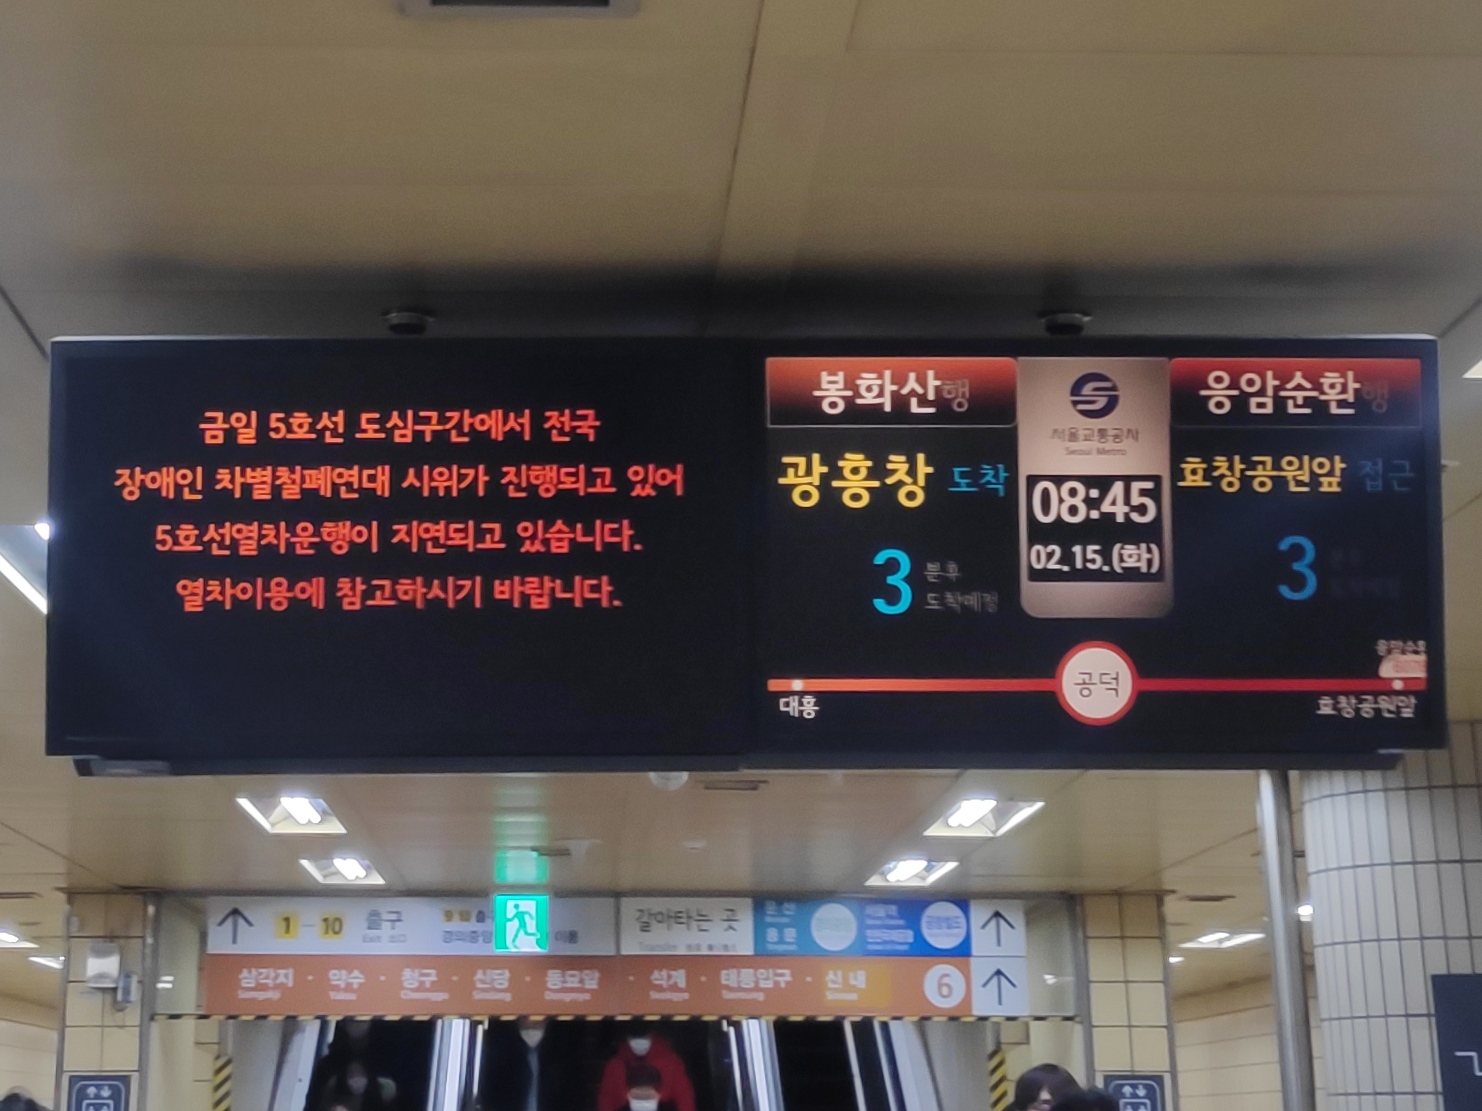 금일 5호선 도심구간에서 전국
장애인 차별철폐연대 시위가 진행되고 있어
5호선열차운행이 지연되고 있습니다.
열차이용에 참고하시기 바랍니다.
봉화산행
광흥창 도착
3 분후
도착예정
서울교통공사
Seoul Metro
08:45
02.15.(화)
응암순환행
효창공원앞 접근
3
대흥
공덕
응암순환
효창공원앞
1 - 10 출구
9 10
갈아타는 곳
삼각지 · 약수 · 청구 · 신당 · 동묘앞 · 석계 · 태릉입구 · 신내
6